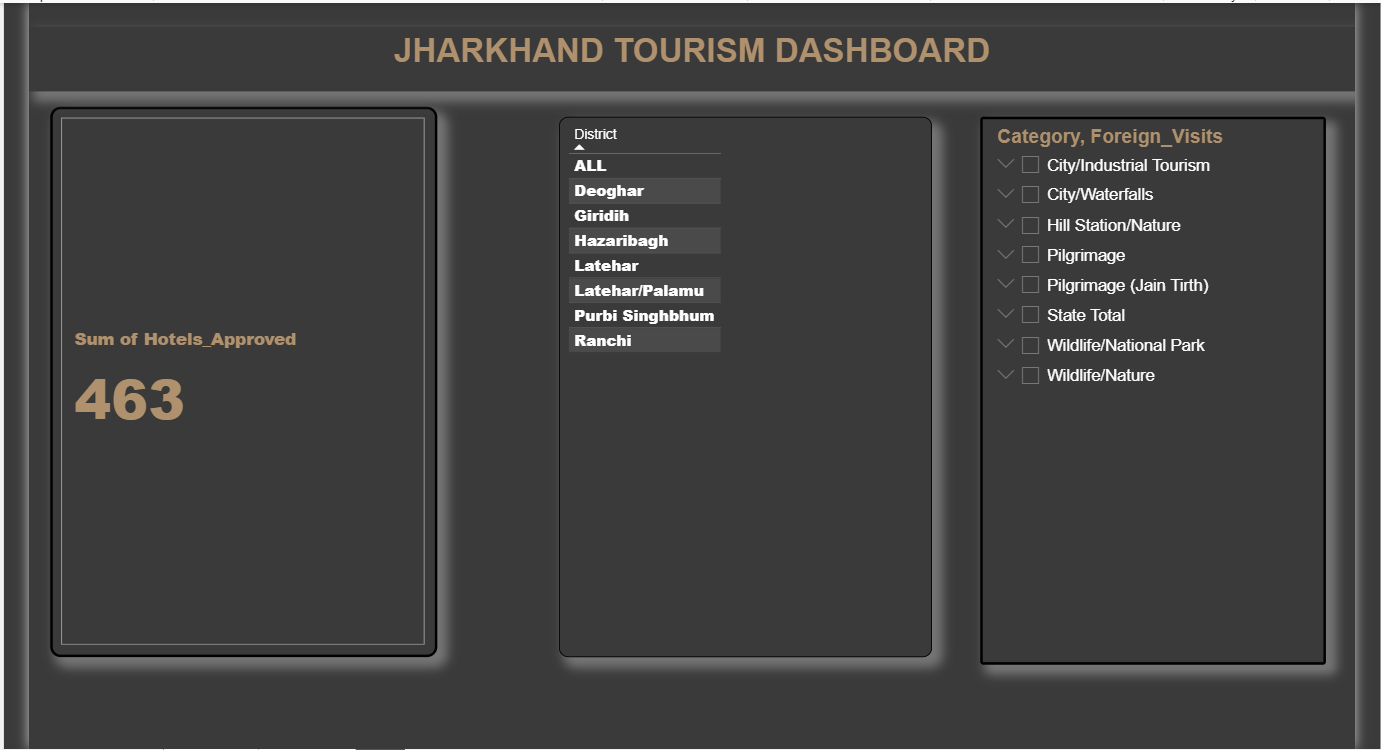 JHARKHAND TOURISM DASHBOARD
Sum of Hotels_Approved
463
District
ALL
Deoghar
Giridih
Hazaribagh
Latehar
Latehar/Palamu
Purbi Singhbhum
Ranchi
Category, Foreign_Visits
City/Industrial Tourism
City/Waterfalls
Hill Station/Nature
Pilgrimage
Pilgrimage (Jain Tirth)
State Total
Wildlife/National Park
Wildlife/Nature